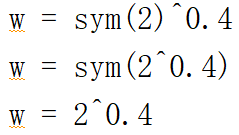 w = sym(2)^0.4
w = sym(2^0.4)
w = 2^0.4